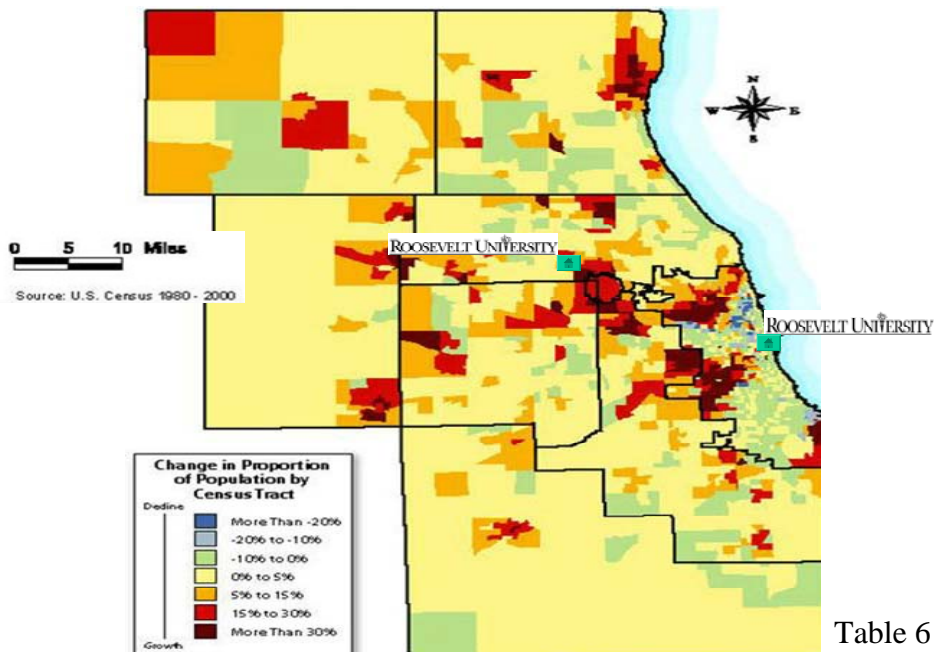 N
W E
S
0 5 10 Miles
ROOSEVELT UNIVERSITY
Source: U.S. Census 1980 - 2000
ROOSEVELT UNIVERSITY
Change in Proportion
of Population by
Census Tract
Decline
More Than -20%
-20% to -10%
-10% to 0%
0% to 5%
5% to 15%
15% to 30%
More Than 30%
Growth
Table 6